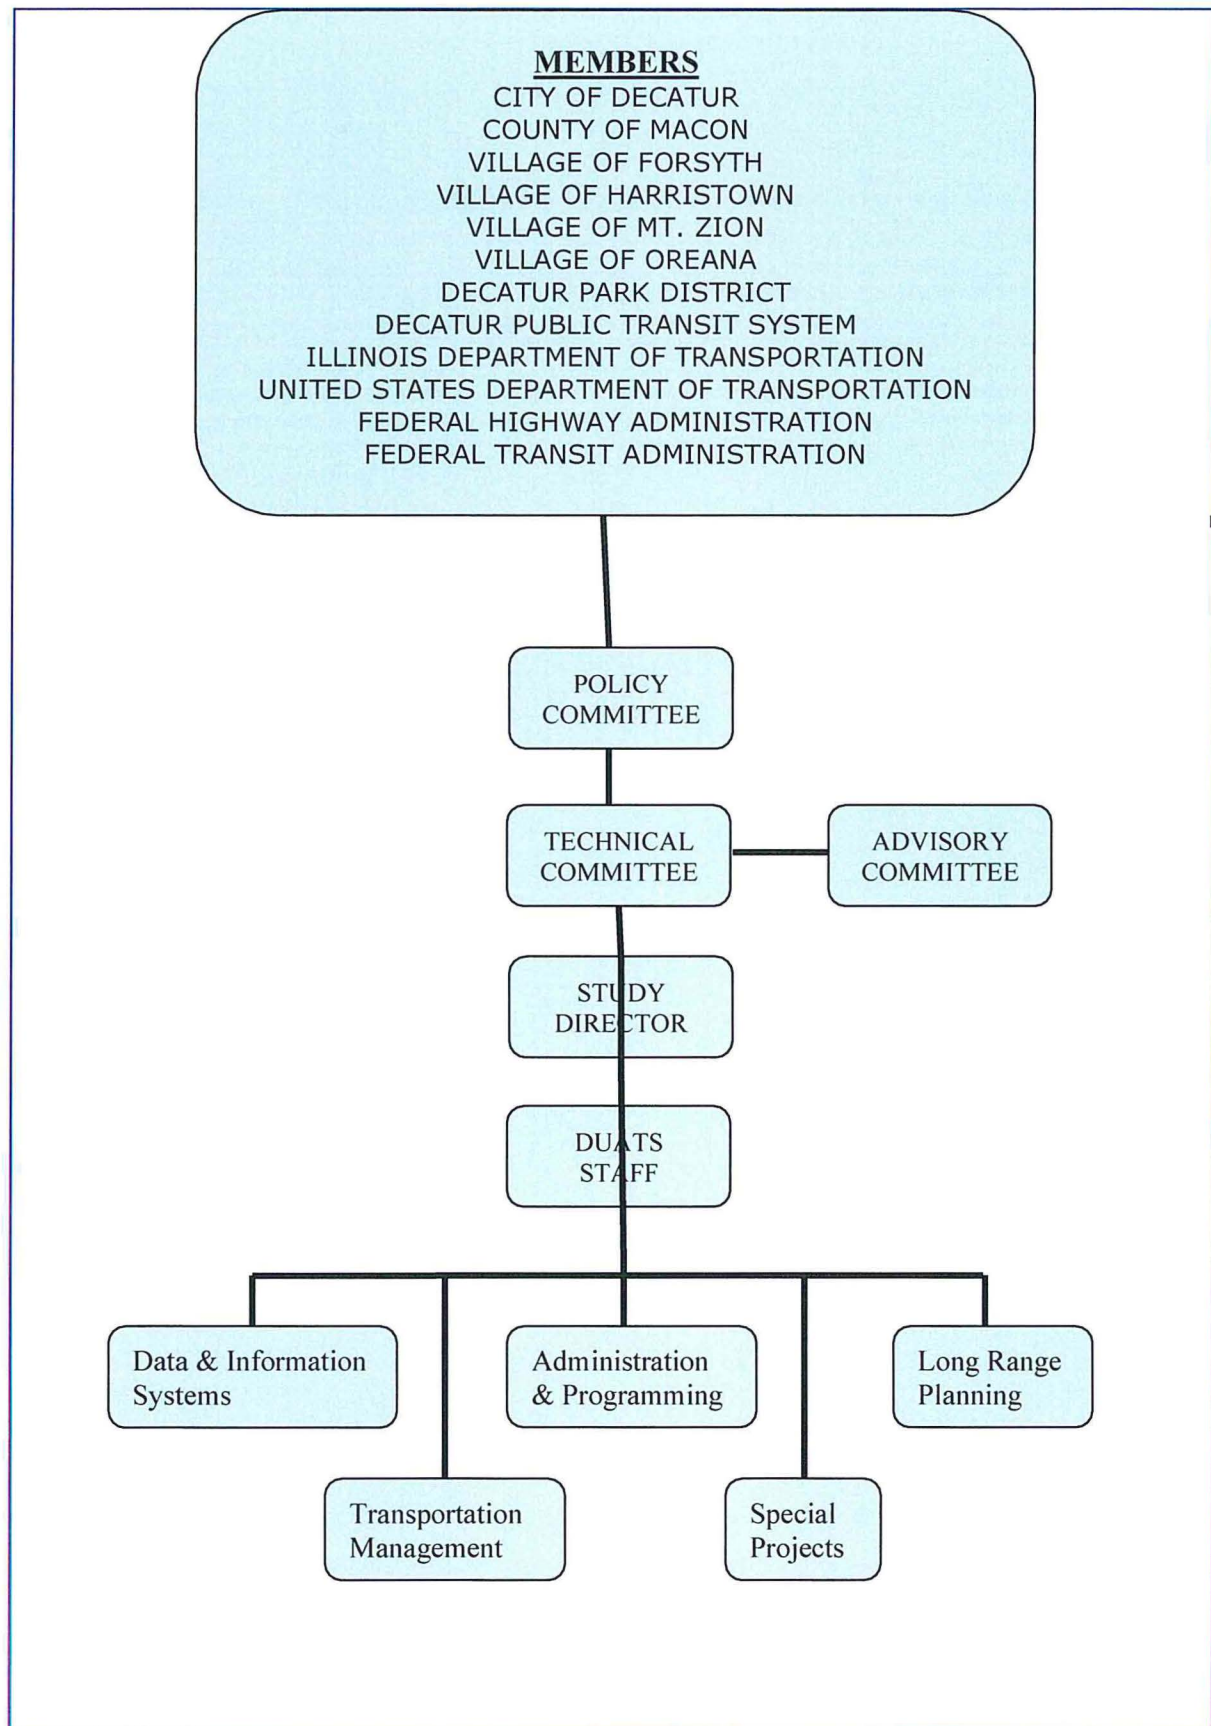 MEMBERS
CITY OF DECATUR
COUNTY OF MACON
VILLAGE OF FORSYTH
VILLAGE OF HARRISTOWN
VILLAGE OF MT. ZION
VILLAGE OF OREANA
DECATUR PARK DISTRICT
DECATUR PUBLIC TRANSIT SYSTEM
ILLINOIS DEPARTMENT OF TRANSPORTATION
UNITED STATES DEPARTMENT OF TRANSPORTATION
FEDERAL HIGHWAY ADMINISTRATION
FEDERAL TRANSIT ADMINISTRATION
POLICY
COMMITTEE
TECHNICAL
COMMITTEE
ADVISORY
COMMITTEE
STUDY
DIRECTOR
DUATS
STAFF
Data & Information
Systems
Administration
& Programming
Long Range
Planning
Transportation
Management
Special
Projects